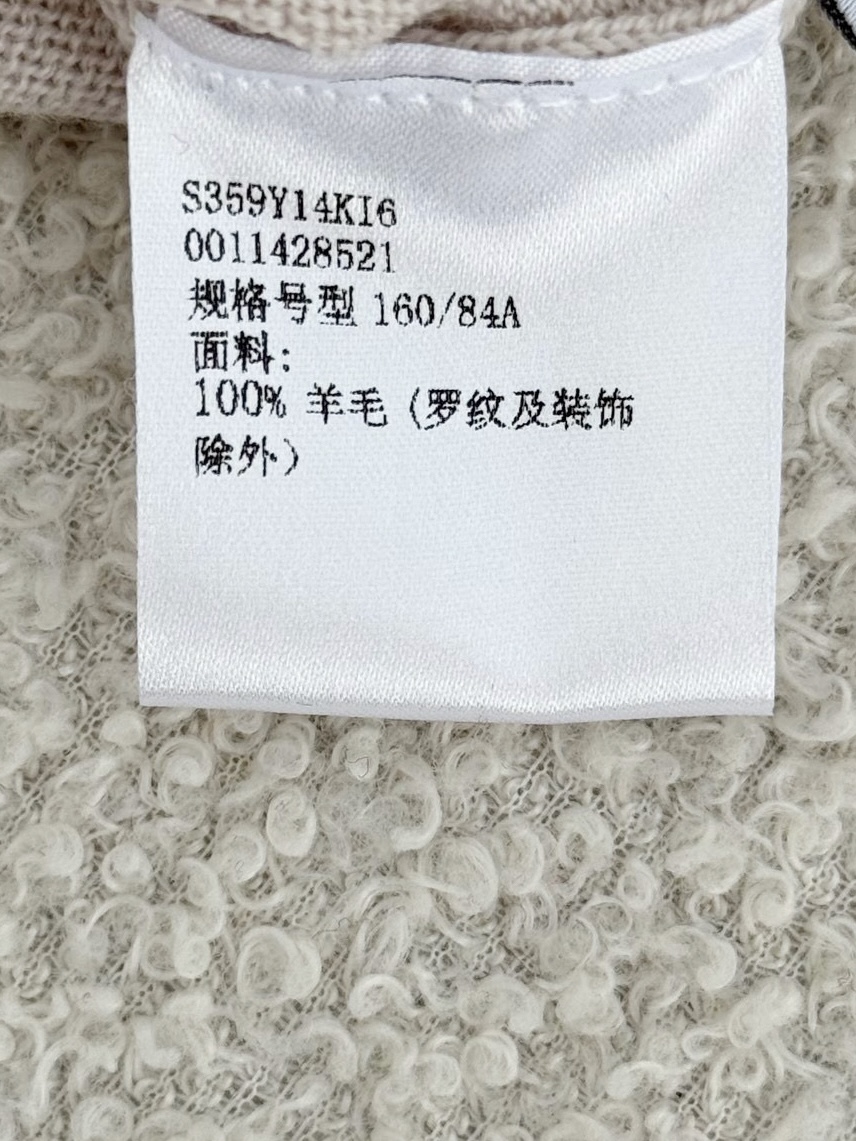 S359Y14KI6
0011428521
规格号型 160/84A
面料:
100% 羊毛 (罗纹及装饰
除外)